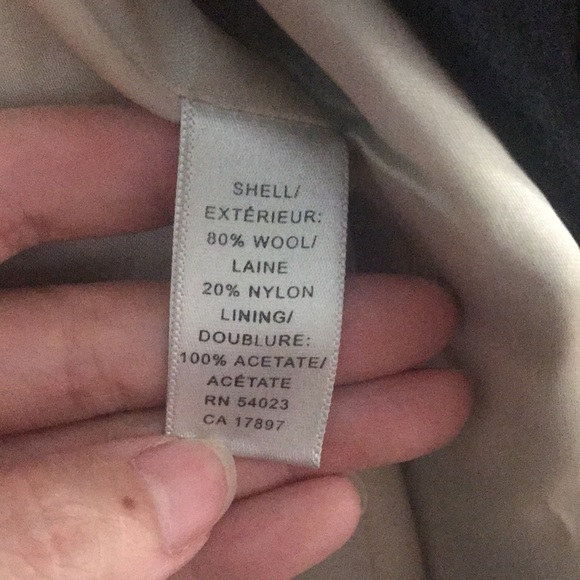 SHELL/
EXTÉRIEUR:
80% WOOL/
LAINE
20% NYLON
LINING/
DOUBLURE:
100% ACETATE/
ACÉTATE
RN 54023
CA 17897